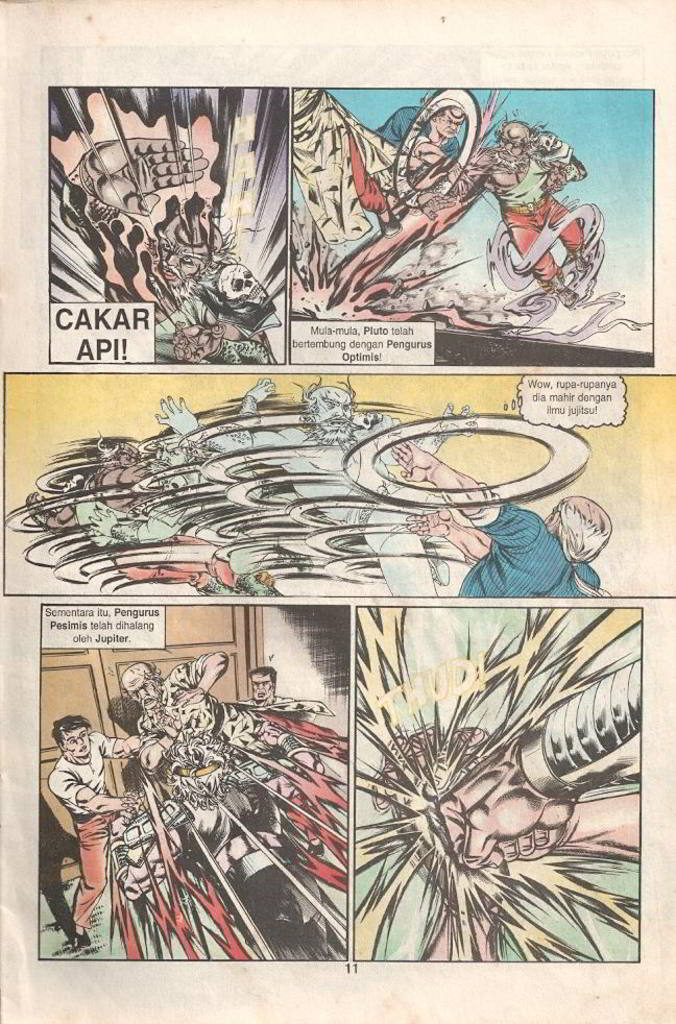 HAH
CAKAR
API!
Mula-mula, Pluto telah
bertembung dengan Pengurus
Optimis!
Wow, rupa-rupanya
dia mahir dengan
ilmu jujitsu!
Sementara itu, Pengurus
Pesimis telah dihalang
oleh Jupiter.
THUD!
11